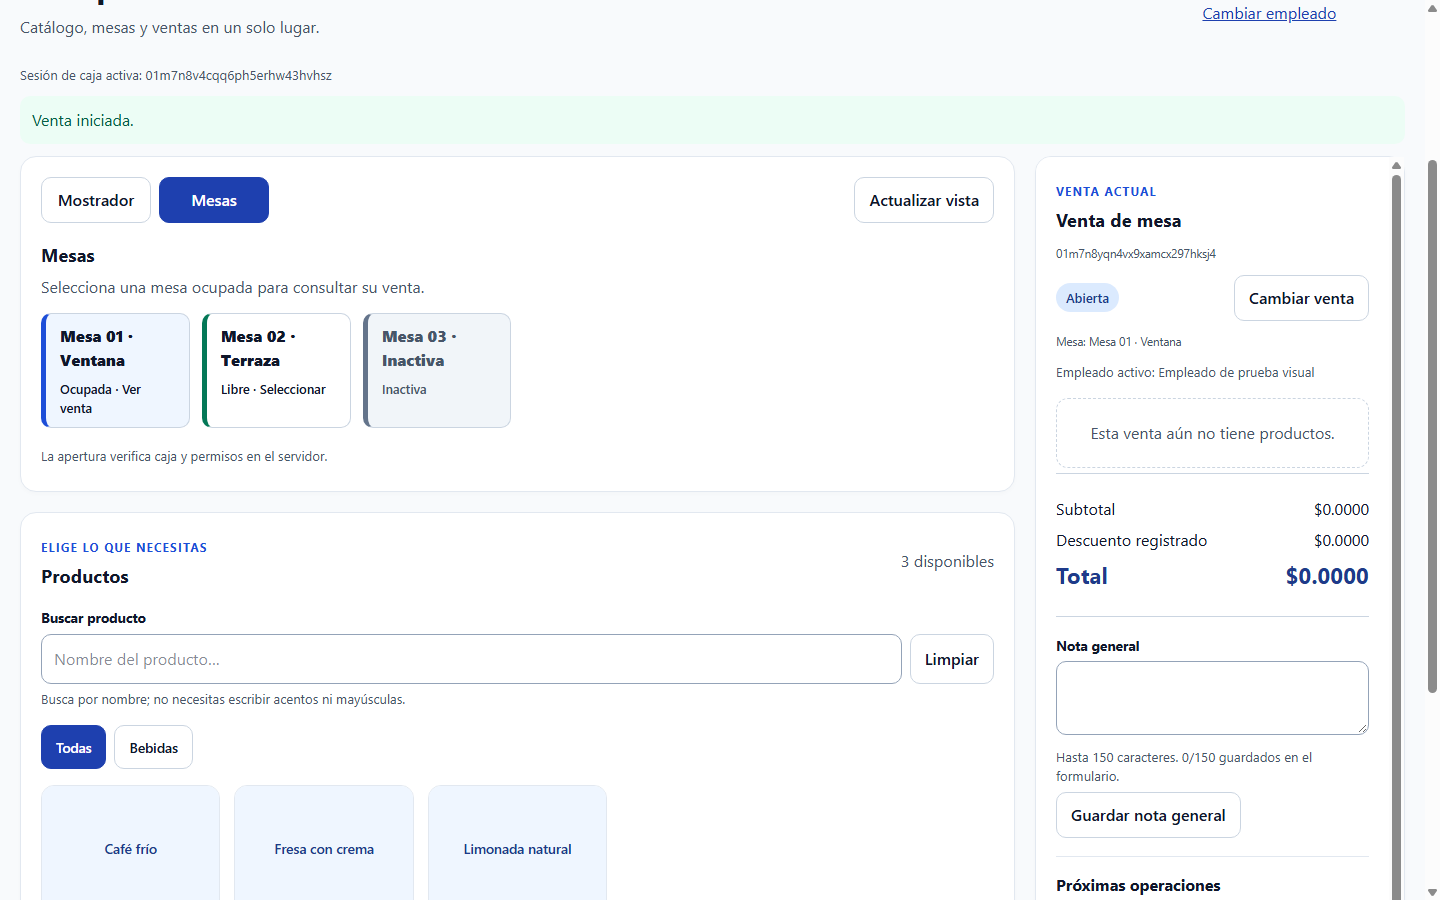 Catálogo, mesas y ventas en un solo lugar.
Cambiar empleado
Sesión de caja activa: 01m7n8v4cqq6ph5erhw43hvhsz
Venta iniciada.
Mostrador
Mesas
Actualizar vista
Mesas
Selecciona una mesa ocupada para consultar su venta.
Mesa 01 ·
Ventana
Ocupada · Ver
venta
Mesa 02 ·
Terraza
Libre · Seleccionar
Mesa 03 ·
Inactiva
Inactiva
La apertura verifica caja y permisos en el servidor.
ELIGE LO QUE NECESITAS
Productos
3 disponibles
Buscar producto
Nombre del producto...
Limpiar
Busca por nombre; no necesitas escribir acentos ni mayúsculas.
Todas
Bebidas
Café frío
Fresa con crema
Limonada natural
VENTA ACTUAL
Venta de mesa
01m7n8yqn4vx9xamcx297hksj4
Abierta
Cambiar venta
Mesa: Mesa 01 · Ventana
Empleado activo: Empleado de prueba visual
Esta venta aún no tiene productos.
Subtotal $0.0000
Descuento registrado $0.0000
Total $0.0000
Nota general
Hasta 150 caracteres. 0/150 guardados en el
formulario.
Guardar nota general
Próximas operaciones